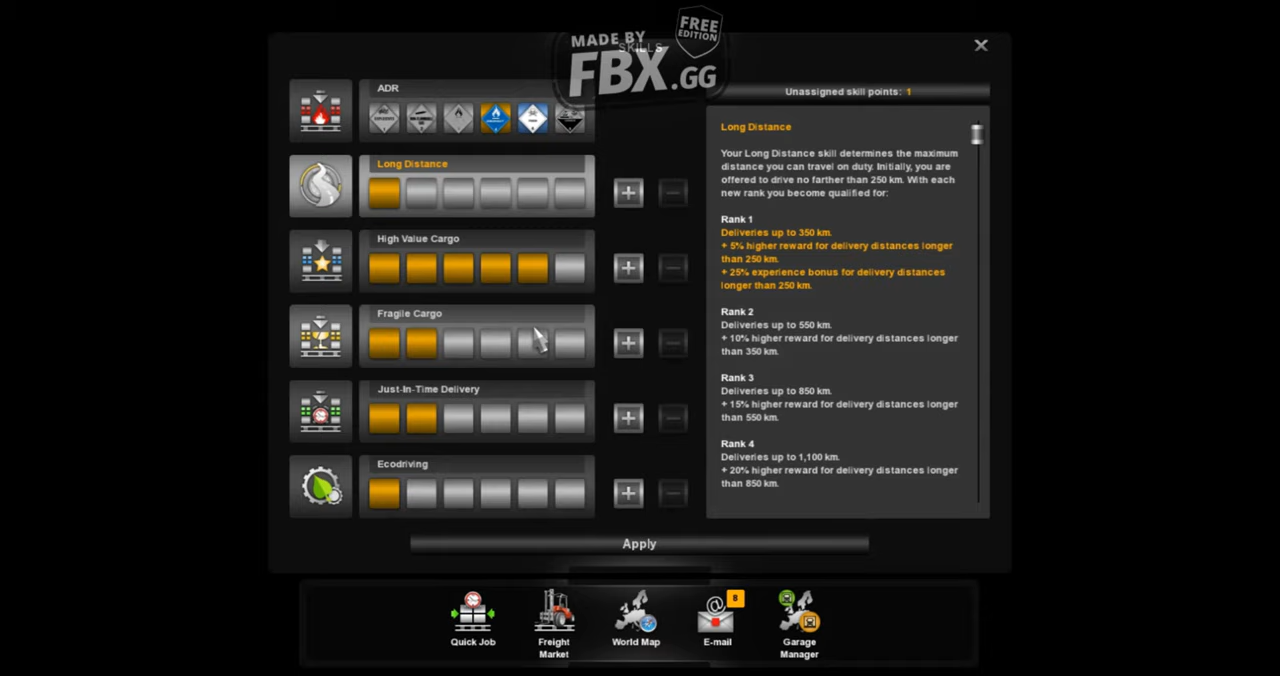 MADE BY
FREE
EDITION
SKILLS
FBX.GG
ADR
Unassigned skill points: 1
Long Distance
High Value Cargo
Fragile Cargo
Just-In-Time Delivery
Ecodriving
Long Distance
Your Long Distance skill determines the maximum
distance you can travel on duty. Initially, you are
offered to drive no farther than 250 km. With each
new rank you become qualified for:
Rank 1
Deliveries up to 350 km.
+ 5% higher reward for delivery distances longer
than 250 km.
+ 25% experience bonus for delivery distances
longer than 250 km.
Rank 2
Deliveries up to 550 km.
+ 10% higher reward for delivery distances longer
than 350 km.
Rank 3
Deliveries up to 850 km.
+ 15% higher reward for delivery distances longer
than 550 km.
Rank 4
Deliveries up to 1,100 km.
+ 20% higher reward for delivery distances longer
than 850 km.
Apply
Quick Job
Freight
Market
World Map
8
E-mail
Garage
Manager